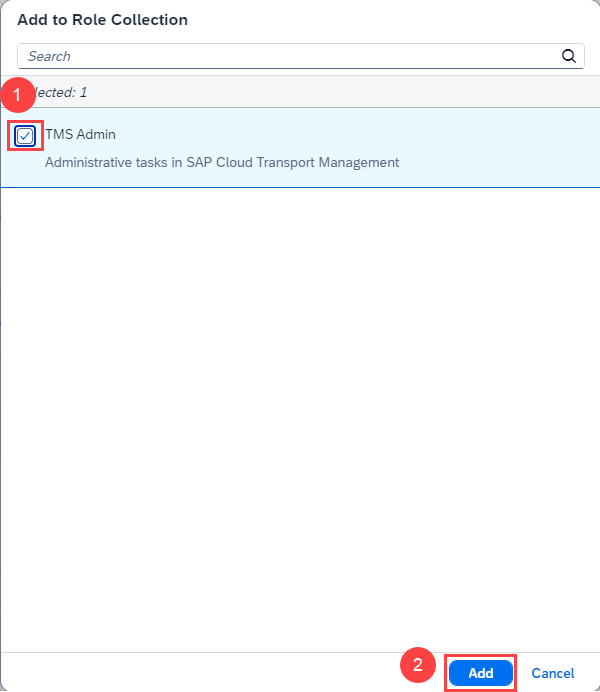 Add to Role Collection
Search
1
lected: 1
TMS Admin
Administrative tasks in SAP Cloud Transport Management
2
Add
Cancel